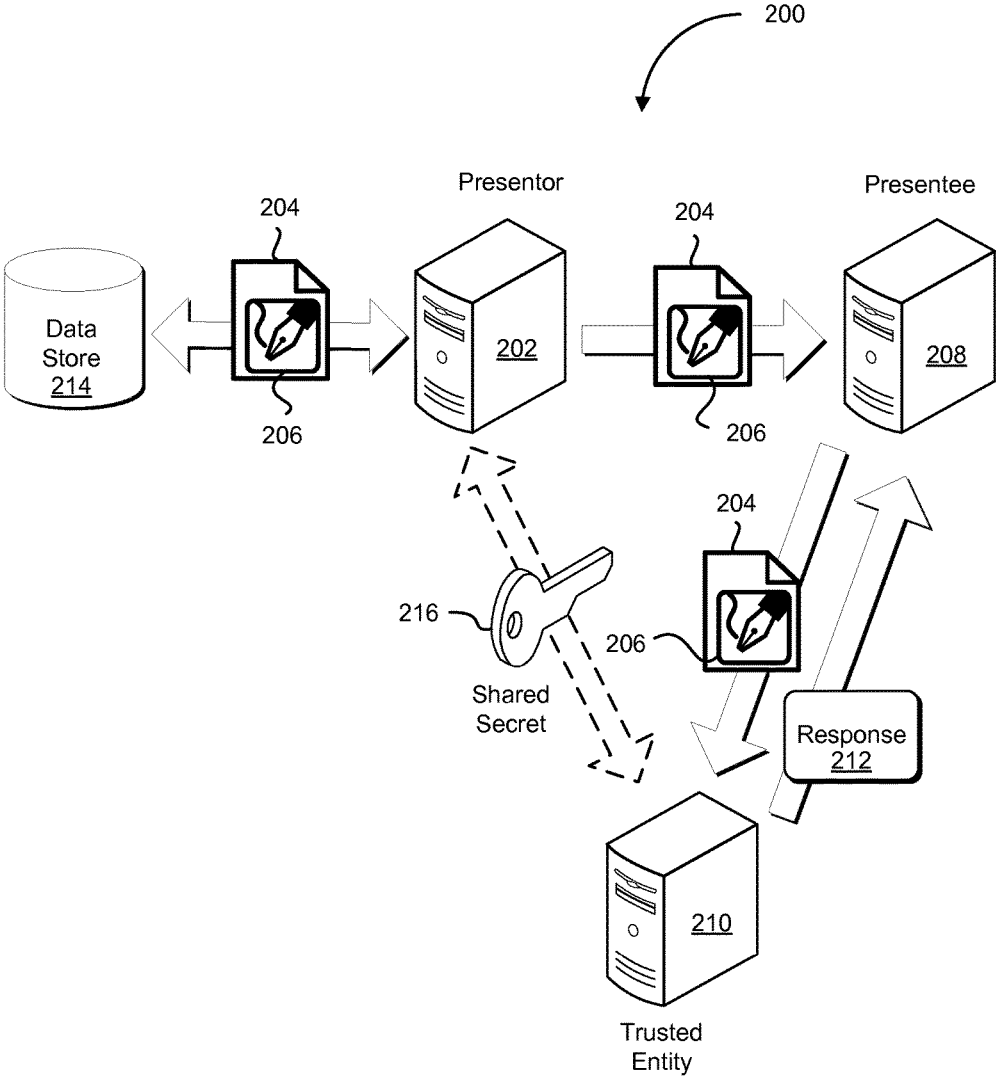 200
Presentor
Presentee
204
204
Data
Store
214
202
208
206
206
204
216
206
Shared
Secret
Response
212
210
Trusted
Entity